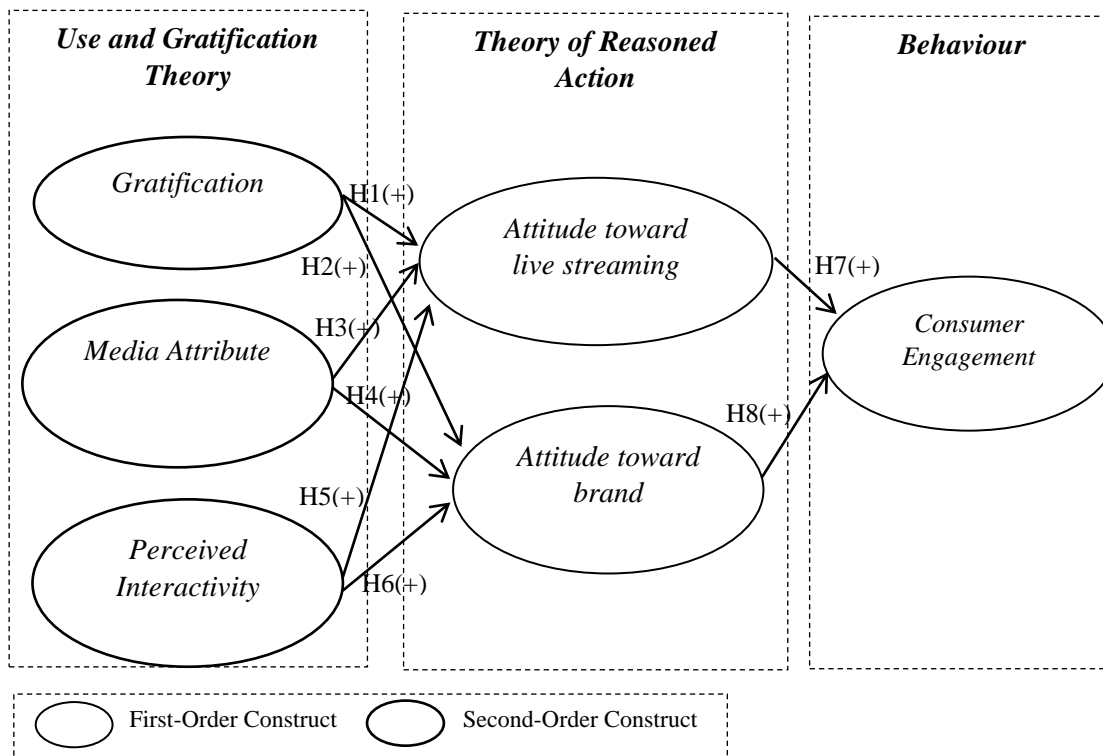 Use and Gratification
Theory
Theory of Reasoned
Action
Behaviour
Gratification
H1(+)
Attitude toward
live streaming
H2(+)
H7(+)
Media Attribute
H3(+)
Consumer
Engagement
H4(+)
H8(+)
Attitude toward
brand
H5(+)
Perceived
Interactivity
H6(+)
First-Order Construct
Second-Order Construct